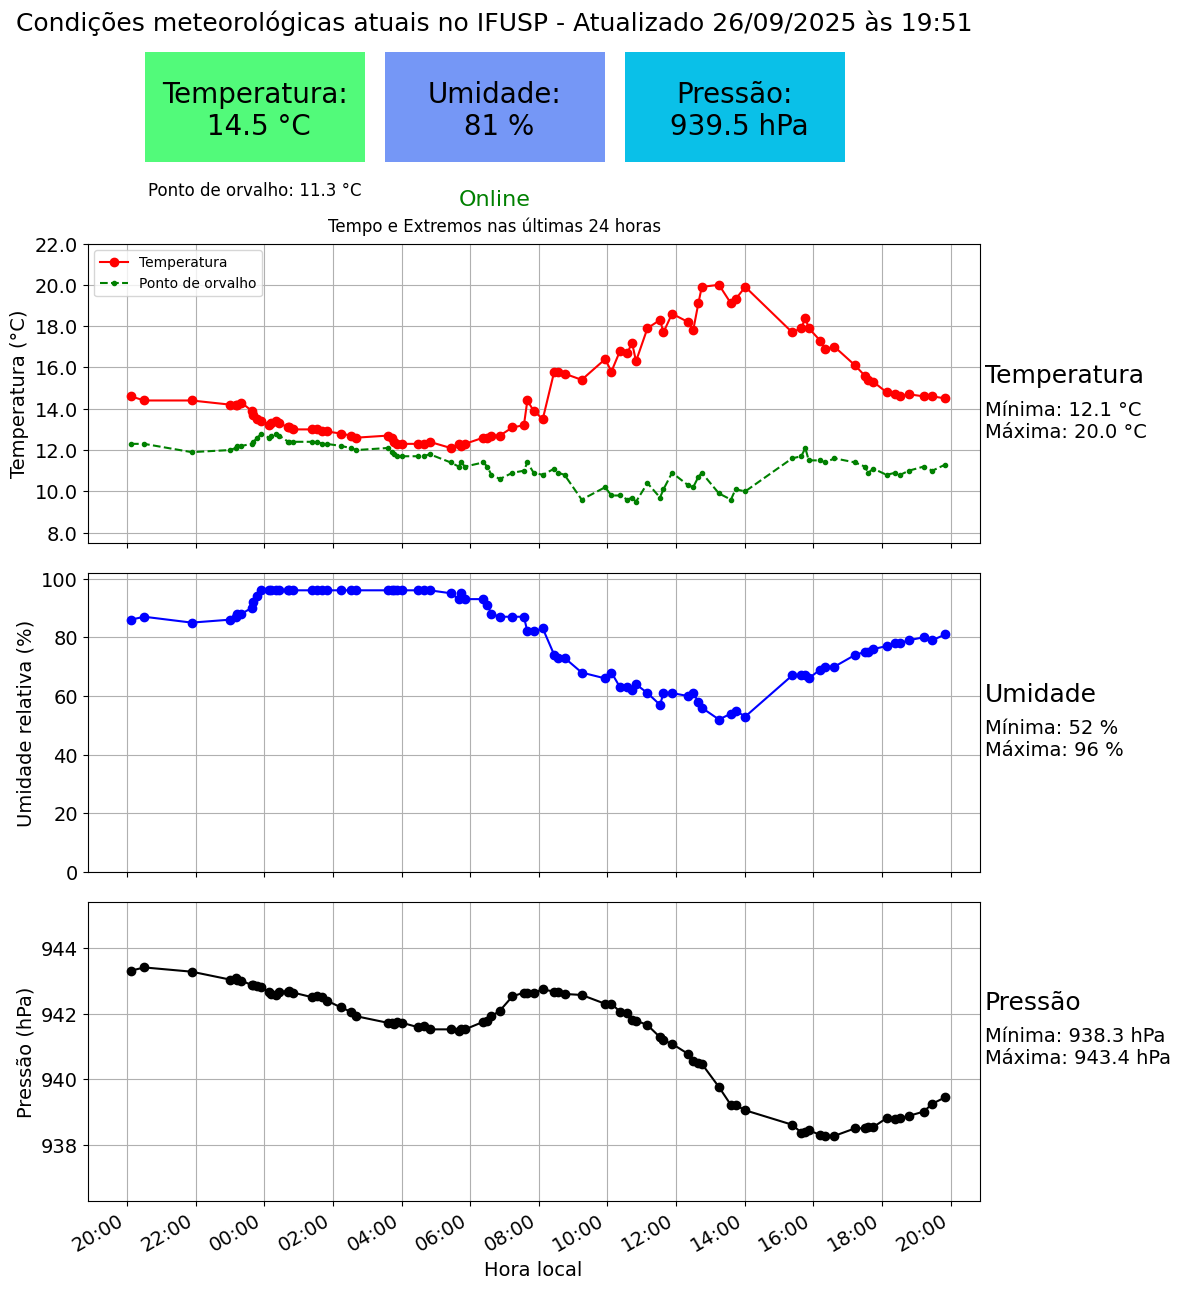 Condições meteorológicas atuais no IFUSP - Atualizado 26/09/2025 às 19:51
Temperatura:
14.5 °C
Umidade:
81 %
Pressão:
939.5 hPa
Ponto de orvalho: 11.3 °C
Online
Tempo e Extremos nas últimas 24 horas
Temperatura (°C)
22.0
20.0
18.0
16.0
14.0
12.0
10.0
8.0
Temperatura
Ponto de orvalho
Temperatura
Mínima: 12.1 °C
Máxima: 20.0 °C
Umidade relativa (%)
100
80
60
40
20
0
Umidade
Mínima: 52 %
Máxima: 96 %
Pressão (hPa)
944
942
940
938
Pressão
Mínima: 938.3 hPa
Máxima: 943.4 hPa
20:00 22:00 00:00 02:00 04:00 06:00 08:00 10:00 12:00 14:00 16:00 18:00 20:00
Hora local